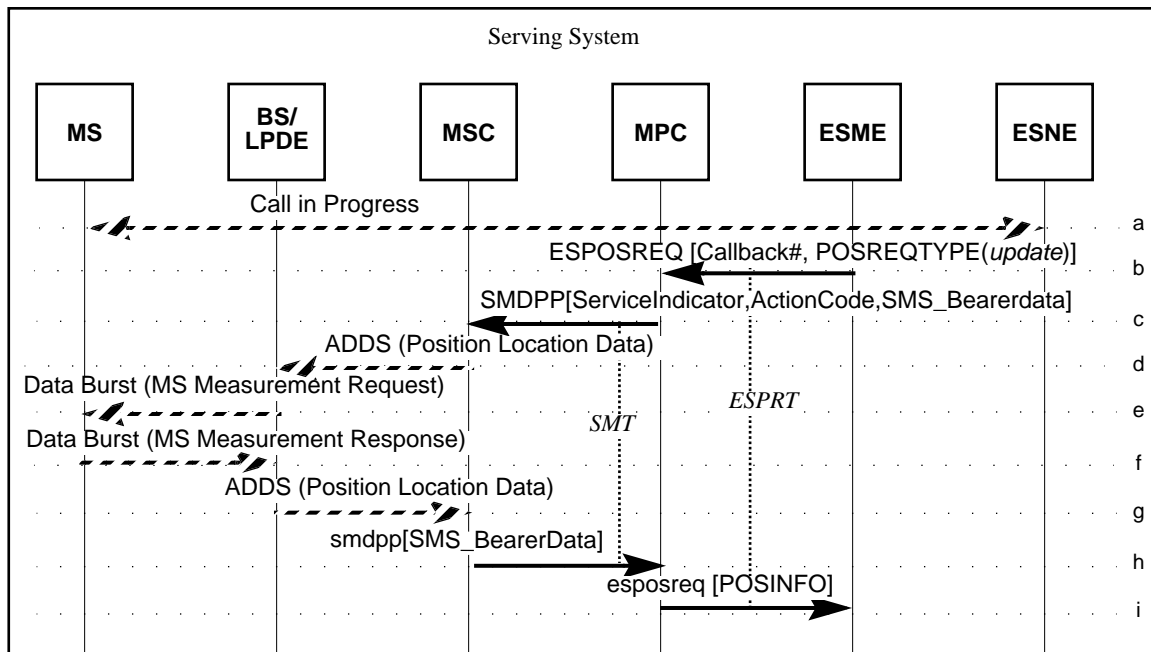 Serving System
MS
BS/
LPDE
MSC
MPC
ESME
ESNE
Call in Progress
a
ESPOSREQ [Callback#, POSREQTYPE(update)]
b
SMDPP[ServiceIndicator,ActionCode,SMS_Bearerdata]
c
ADDS (Position Location Data)
d
Data Burst (MS Measurement Request)
e
SMT
ESPRT
Data Burst (MS Measurement Response)
f
ADDS (Position Location Data)
g
smdpp[SMS_BearerData]
h
esposreq [POSINFO]
i